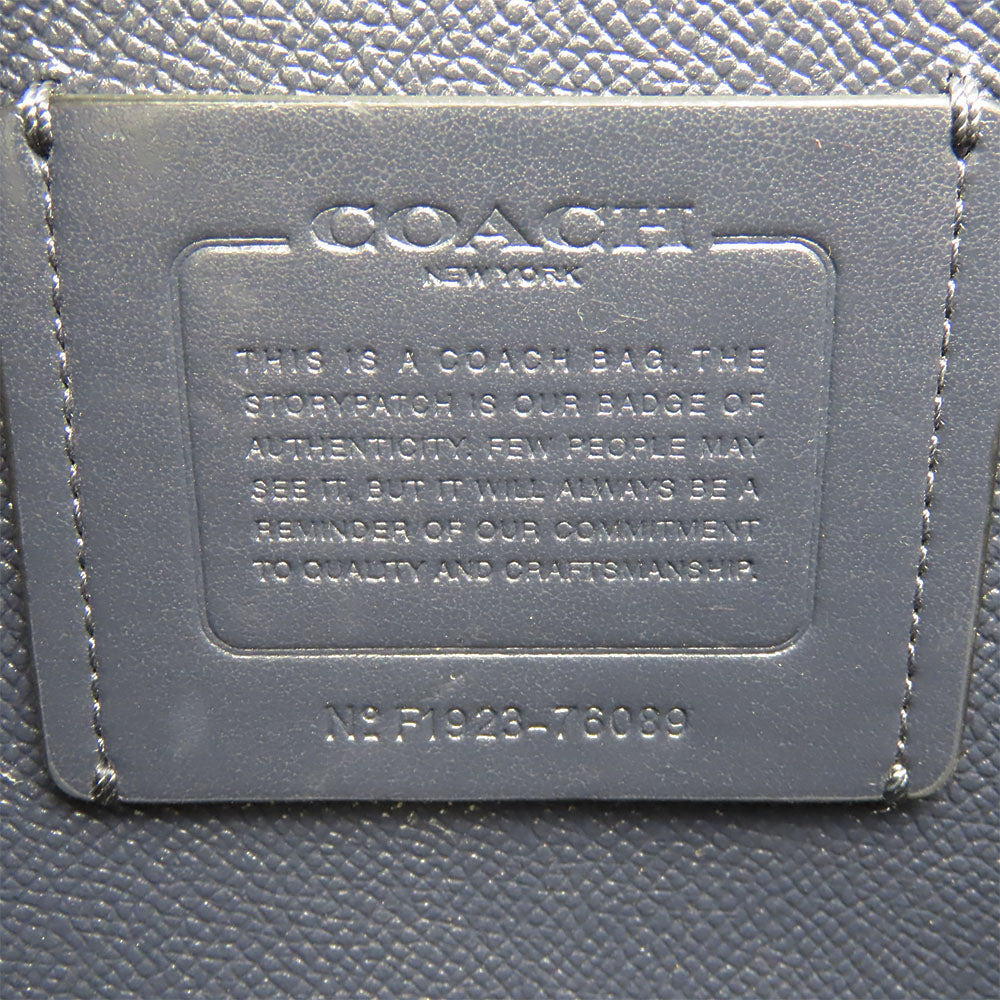 COACH
NEW YORK
THIS IS A COACH BAG. THE
STORYPATCH IS OUR BADGE OF
AUTHENTICITY. FEW PEOPLE MAY
SEE IT, BUT IT WILL ALWAYS BE A
REMINDER OF OUR COMMITMENT
TO QUALITY AND CRAFTSMANSHIP.
Nº F1923-76089